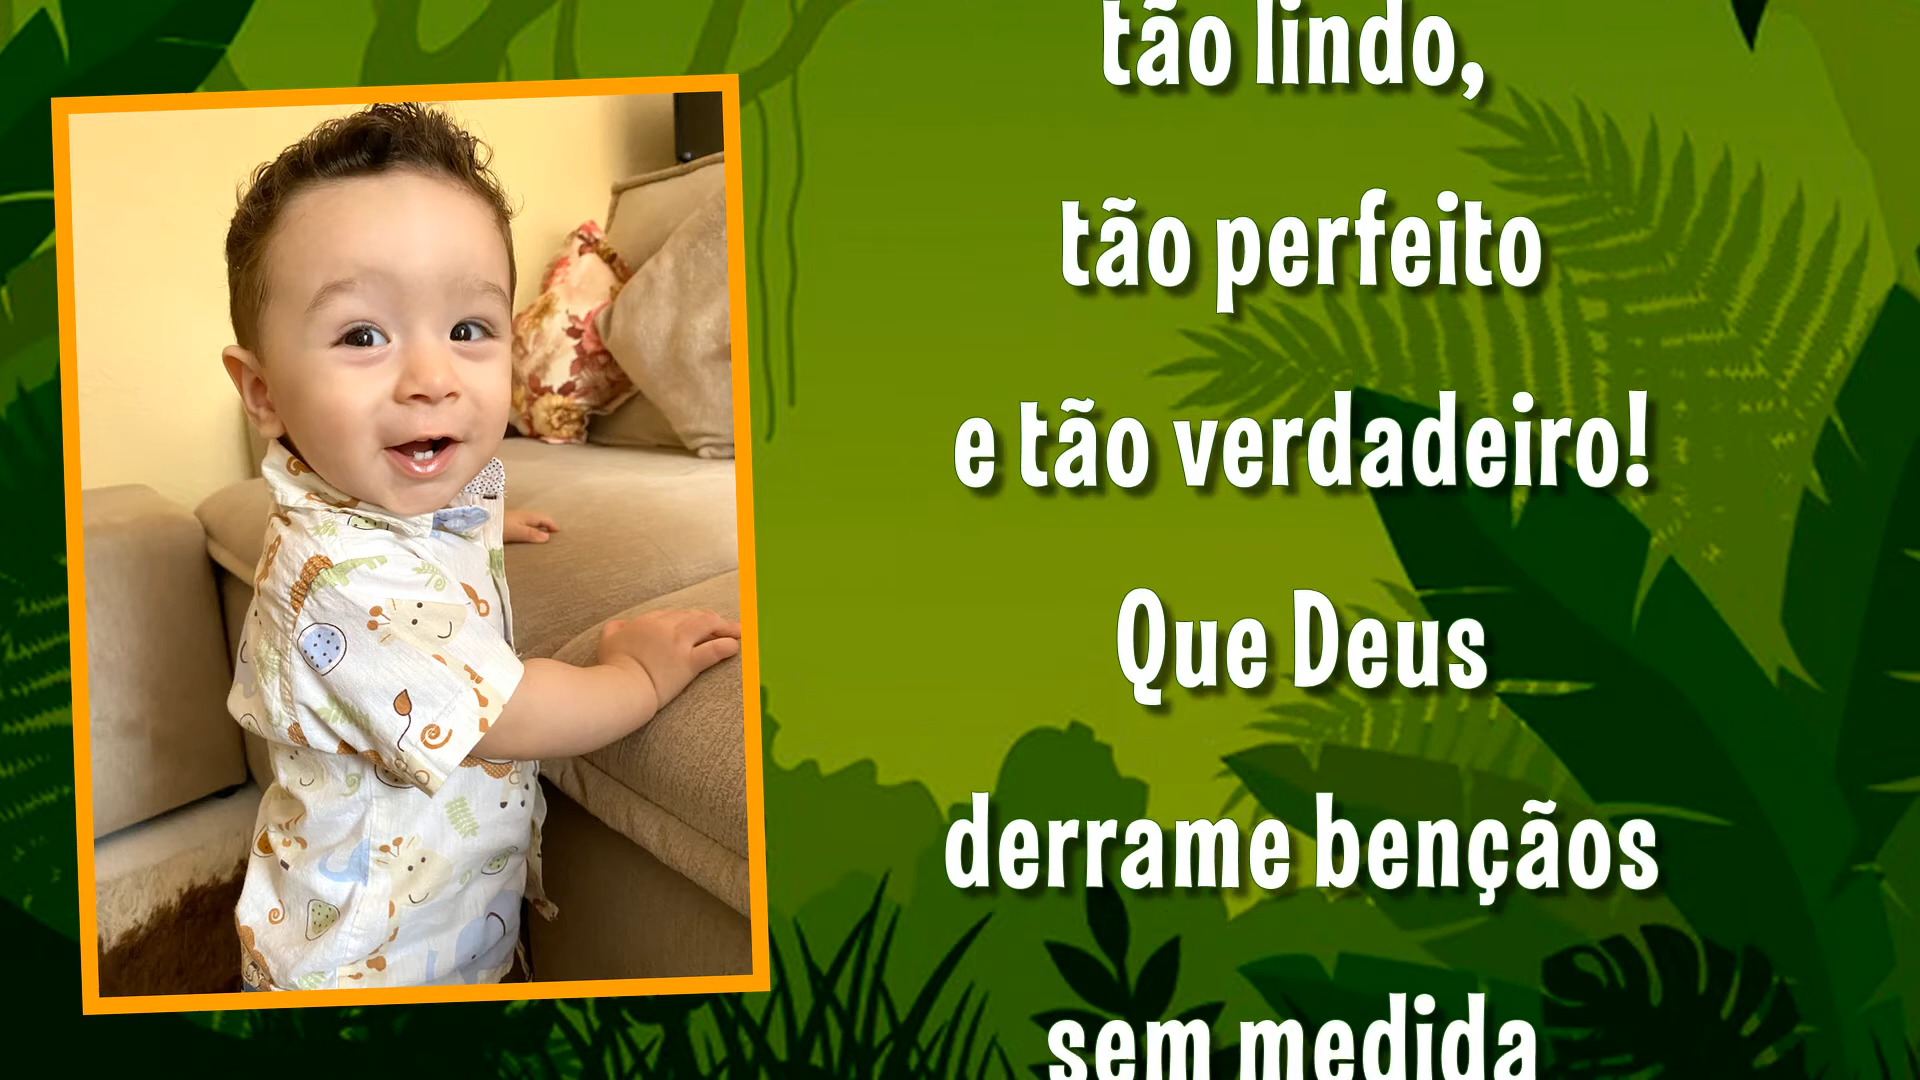 tão lindo,
tão perfeito
e tão verdadeiro!
Que Deus
derrame bençãos
sem medida